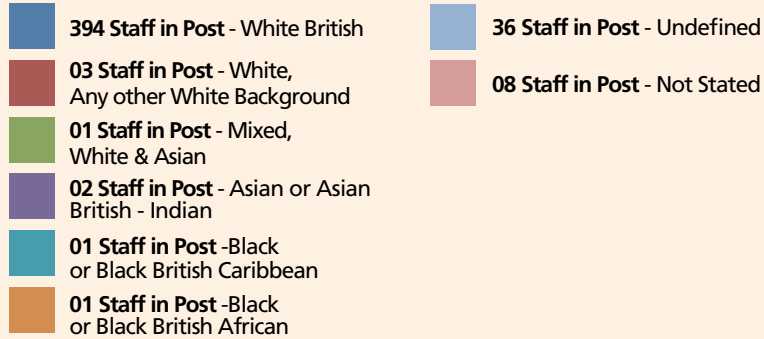 394 Staff in Post - White British
03 Staff in Post - White,
Any other White Background
01 Staff in Post - Mixed,
White & Asian
02 Staff in Post - Asian or Asian
British - Indian
01 Staff in Post -Black
or Black British Caribbean
01 Staff in Post -Black
or Black British African
36 Staff in Post - Undefined
08 Staff in Post - Not Stated